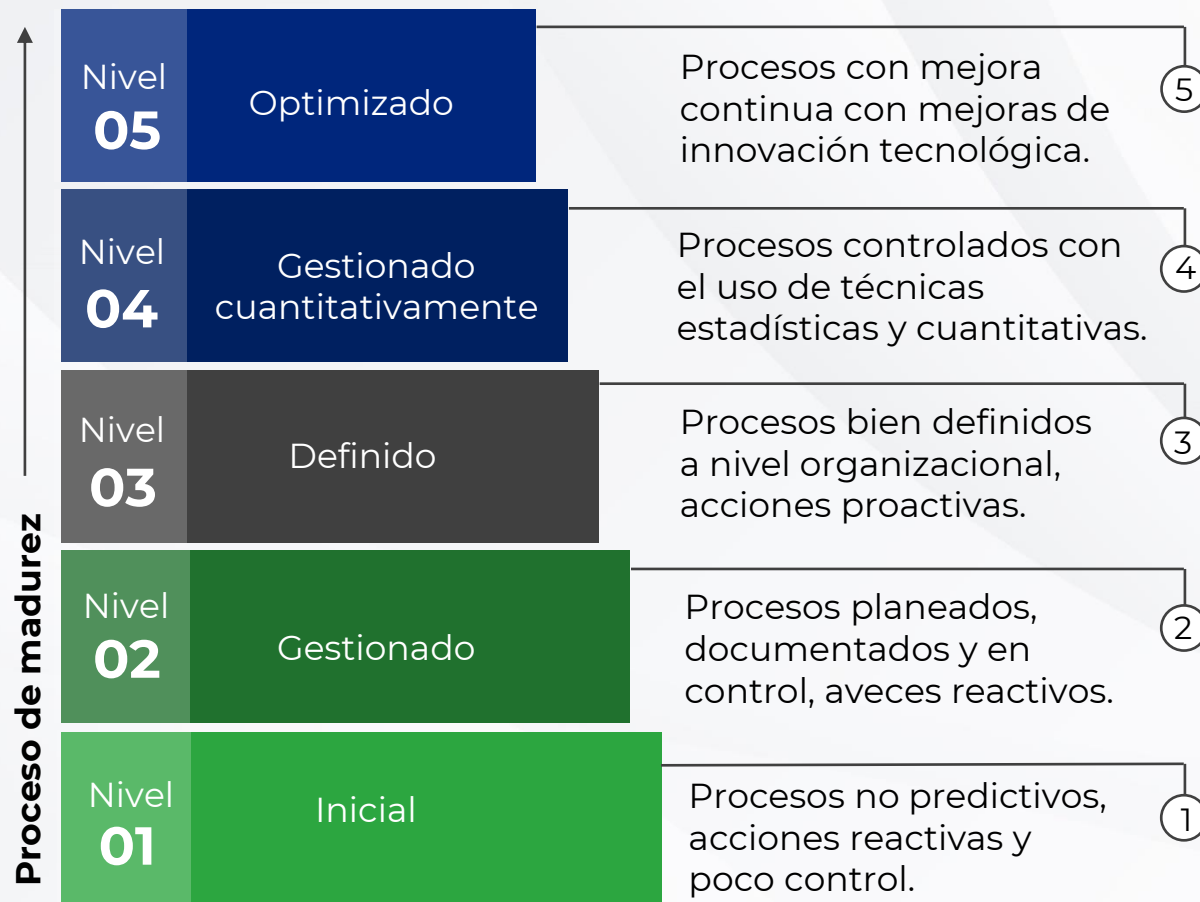 Proceso de madurez
Nivel
05
Optimizado
Procesos con mejora
continua con mejoras de
innovación tecnológica.
5
Nivel
04
Gestionado
cuantitativamente
Procesos controlados con
el uso de técnicas
estadísticas y cuantitativas.
4
Nivel
03
Definido
Procesos bien definidos
a nivel organizacional,
acciones proactivas.
3
Nivel
02
Gestionado
Procesos planeados,
documentados y en
control, aveces reactivos.
2
Nivel
01
Inicial
Procesos no predictivos,
acciones reactivas y
poco control.
1